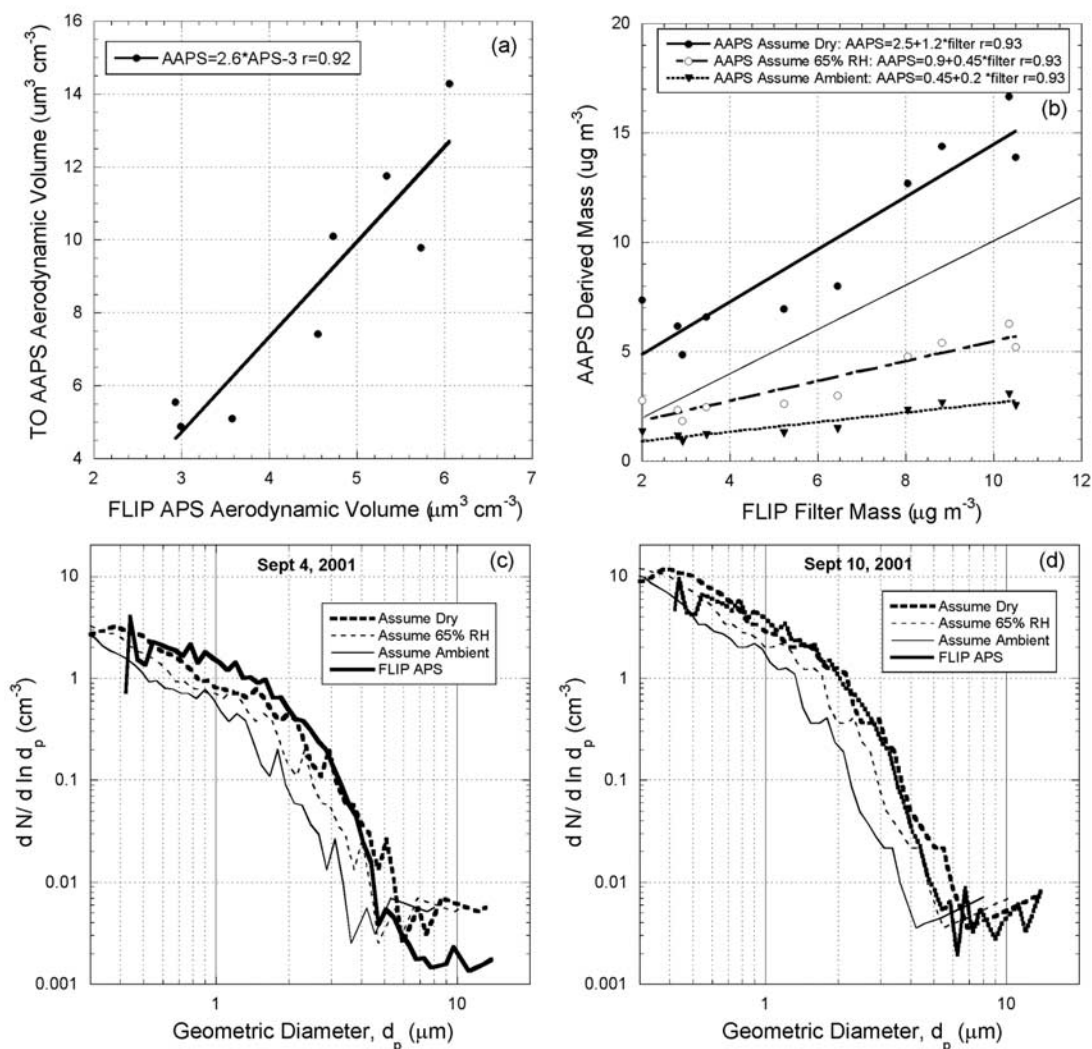 (a)
AAPS=2.6*APS-3 r=0.92
TO AAPS Aerodynamic Volume (um³ cm⁻³)
16
14
12
10
8
6
4
2
3
4
5
6
7
FLIP APS Aerodynamic Volume (μm³ cm⁻³)
(b)
AAPS Assume Dry: AAPS=2.5+1.2*filter r=0.93
AAPS Assume 65% RH: AAPS=0.9+0.45*filter r=0.93
AAPS Assume Ambient: AAPS=0.45+0.2 *filter r=0.93
AAPS Derived Mass (ug m⁻³)
20
15
10
5
0
2
4
6
8
10
12
FLIP Filter Mass (μg m⁻³)
(c)
Sept 4, 2001
Assume Dry
Assume 65% RH
Assume Ambient
FLIP APS
d N/ d ln dₚ (cm⁻³)
10
1
0.1
0.01
0.001
1
10
Geometric Diameter, dₚ (μm)
(d)
Sept 10, 2001
Assume Dry
Assume 65% RH
Assume Ambient
FLIP APS
d N/ d ln dₚ (cm⁻³)
10
1
0.1
0.01
0.001
1
10
Geometric Diameter, dₚ (μm)